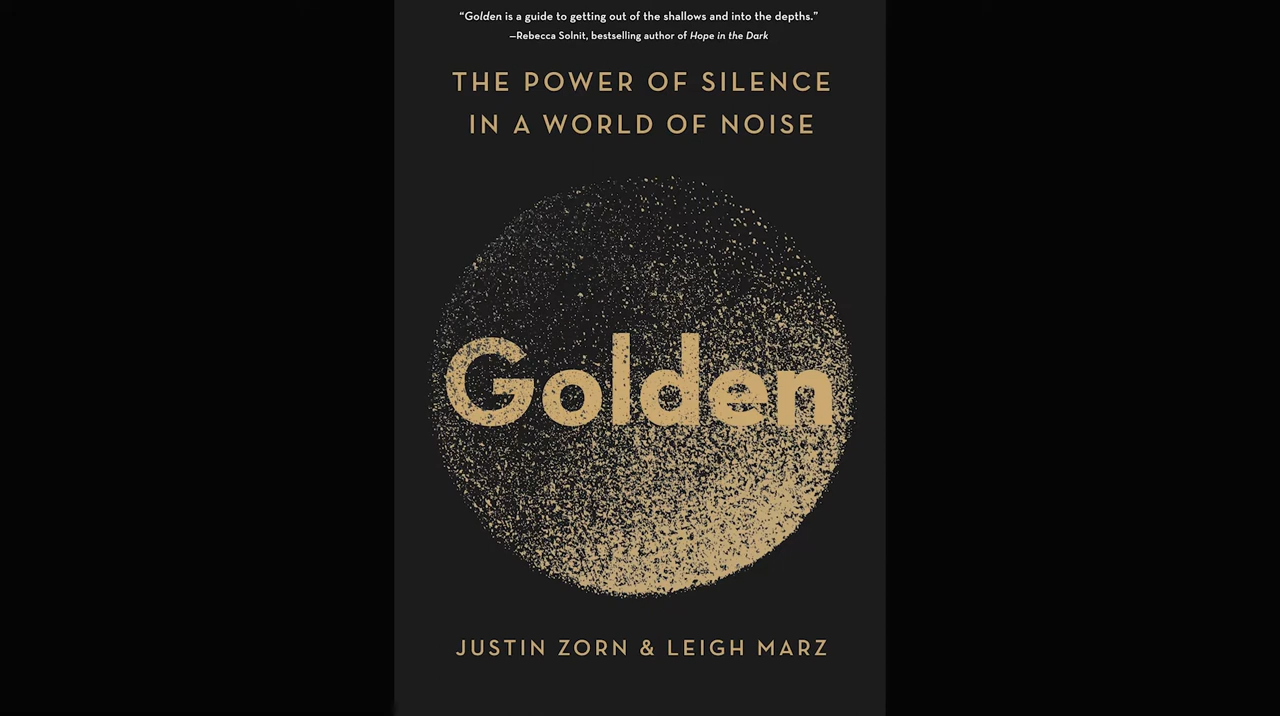 “Golden is a guide to getting out of the shallows and into the depths.”
—Rebecca Solnit, bestselling author of Hope in the Dark
THE POWER OF SILENCE
IN A WORLD OF NOISE
Golden
JUSTIN ZORN & LEIGH MARZ